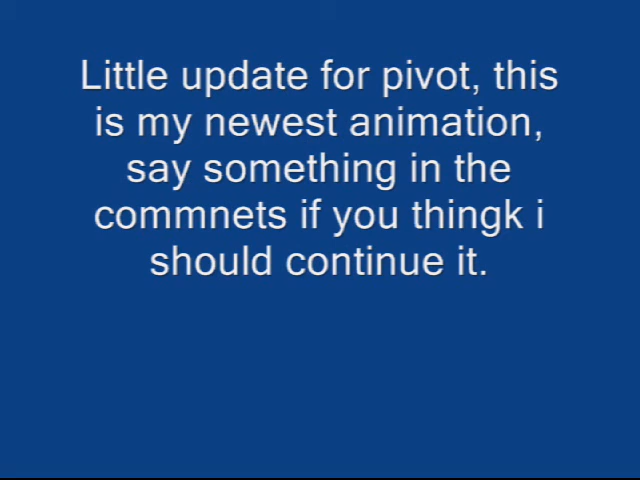 Little update for pivot, this
is my newest animation,
say something in the
commnets if you thingk i
should continue it.